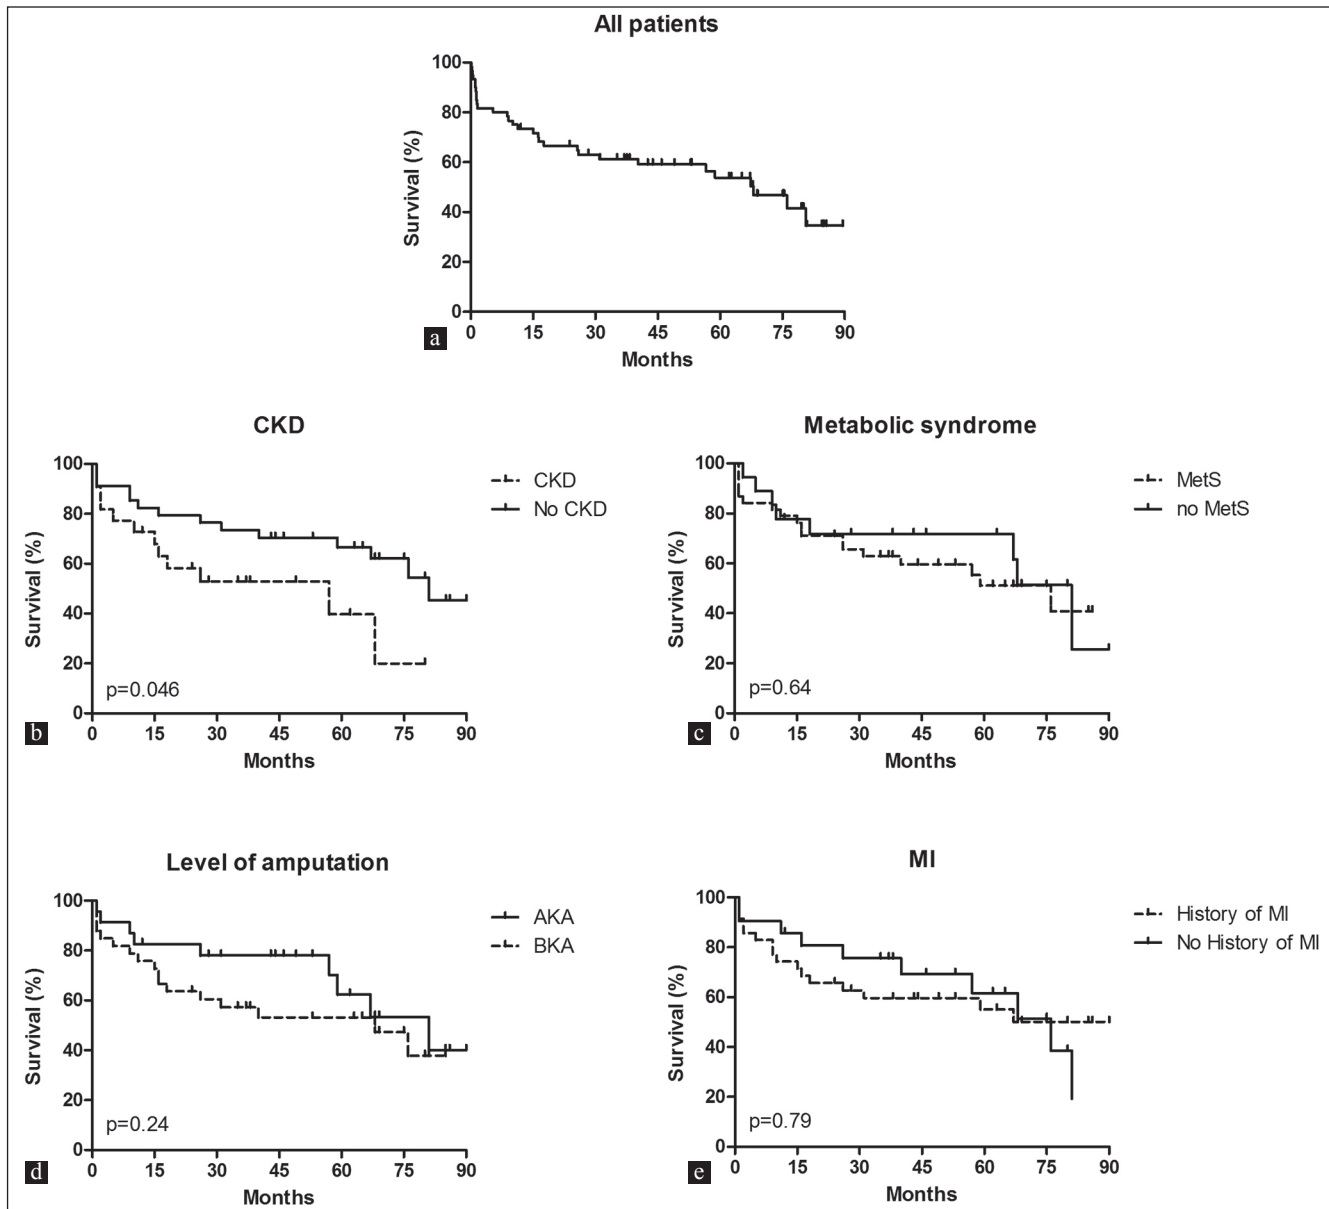 All patients
100
80
60
40
20
0
Survival (%)
0 15 30 45 60 75 90
Months
a
CKD
100
80
60
40
20
0
Survival (%)
CKD
No CKD
p=0.046
0 15 30 45 60 75 90
Months
b
Metabolic syndrome
100
80
60
40
20
0
Survival (%)
MetS
no MetS
p=0.64
0 15 30 45 60 75 90
Months
c
Level of amputation
100
80
60
40
20
0
Survival (%)
AKA
BKA
p=0.24
0 15 30 45 60 75 90
Months
d
MI
100
80
60
40
20
0
Survival (%)
History of MI
No History of MI
p=0.79
0 15 30 45 60 75 90
Months
e